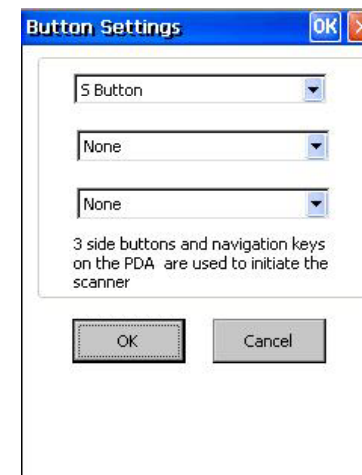 Button Settings OK
S Button
None
None
3 side buttons and navigation keys
on the PDA are used to initiate the
scanner
OK Cancel